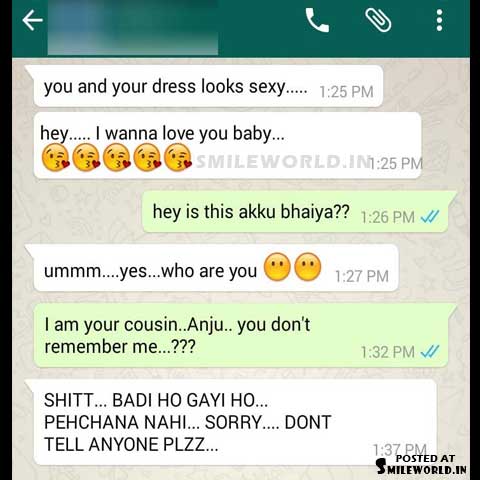 you and your dress looks sexy..... 1:25 PM
hey..... I wanna love you baby...
😘😘😘😘😘 SMILEWORLD.IN 1:25 PM
hey is this akku bhaiya?? 1:26 PM
ummm....yes...who are you 😶😶 1:27 PM
I am your cousin..Anju.. you don't
remember me...??? 1:32 PM
SHITT... BADI HO GAYI HO...
PEHCHANA NAHI... SORRY.... DONT
TELL ANYONE PLZZ... 1:37 PM
POSTED AT
SMILEWORLD.IN